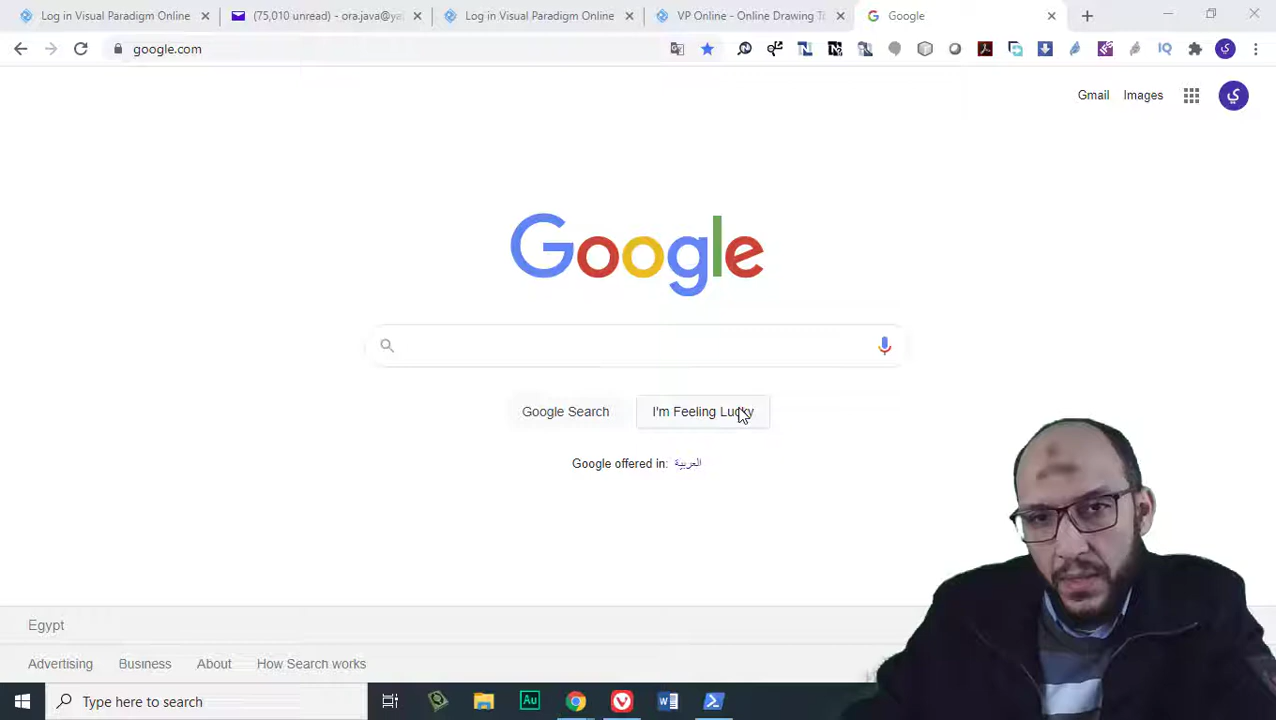 Log in Visual Paradigm Online
(75,010 unread) - ora.java@ya
Log in Visual Paradigm Online
VP Online - Online Drawing T
Google
google.com
Gmail Images ي
Google
Google Search I'm Feeling Lucky
Google offered in: العربية
Egypt
Advertising Business About How Search works
Type here to search
Au